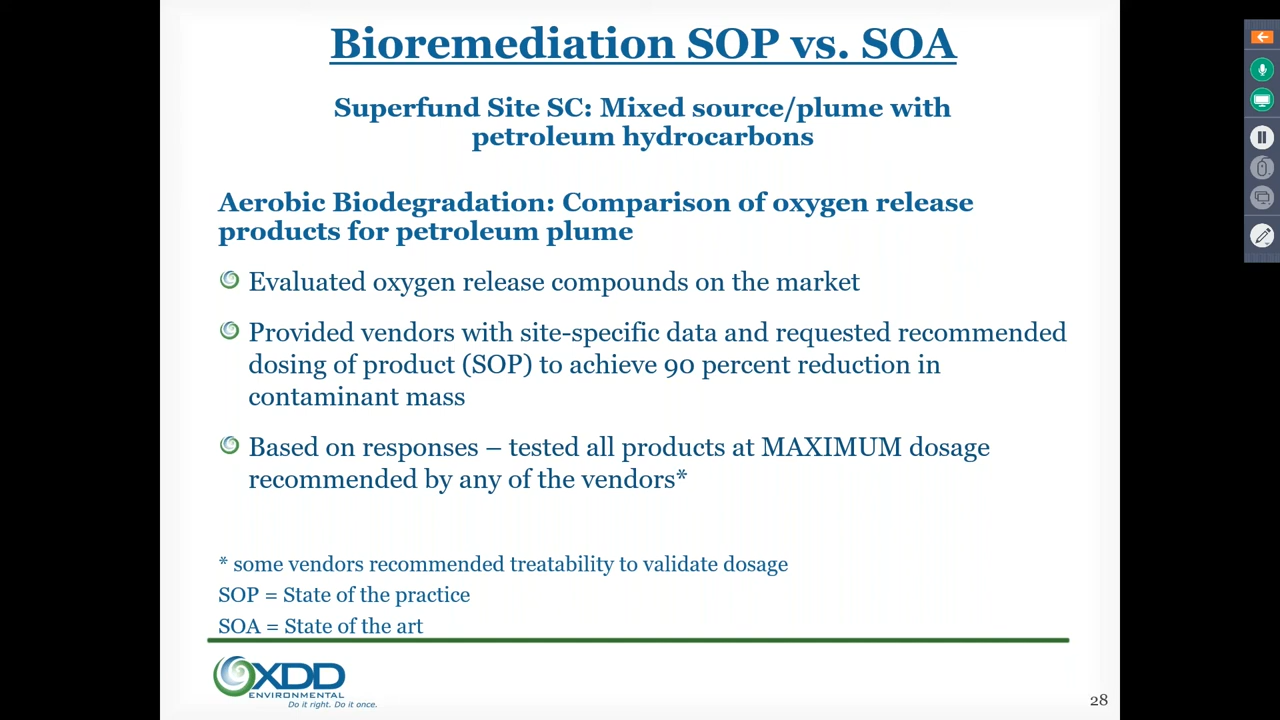 Bioremediation SOP vs. SOA
Superfund Site SC: Mixed source/plume with
petroleum hydrocarbons
Aerobic Biodegradation: Comparison of oxygen release
products for petroleum plume
Evaluated oxygen release compounds on the market
Provided vendors with site-specific data and requested recommended
dosing of product (SOP) to achieve 90 percent reduction in
contaminant mass
Based on responses – tested all products at MAXIMUM dosage
recommended by any of the vendors*
* some vendors recommended treatability to validate dosage
SOP = State of the practice
SOA = State of the art
XDD
ENVIRONMENTAL
Do it right. Do it once.
28